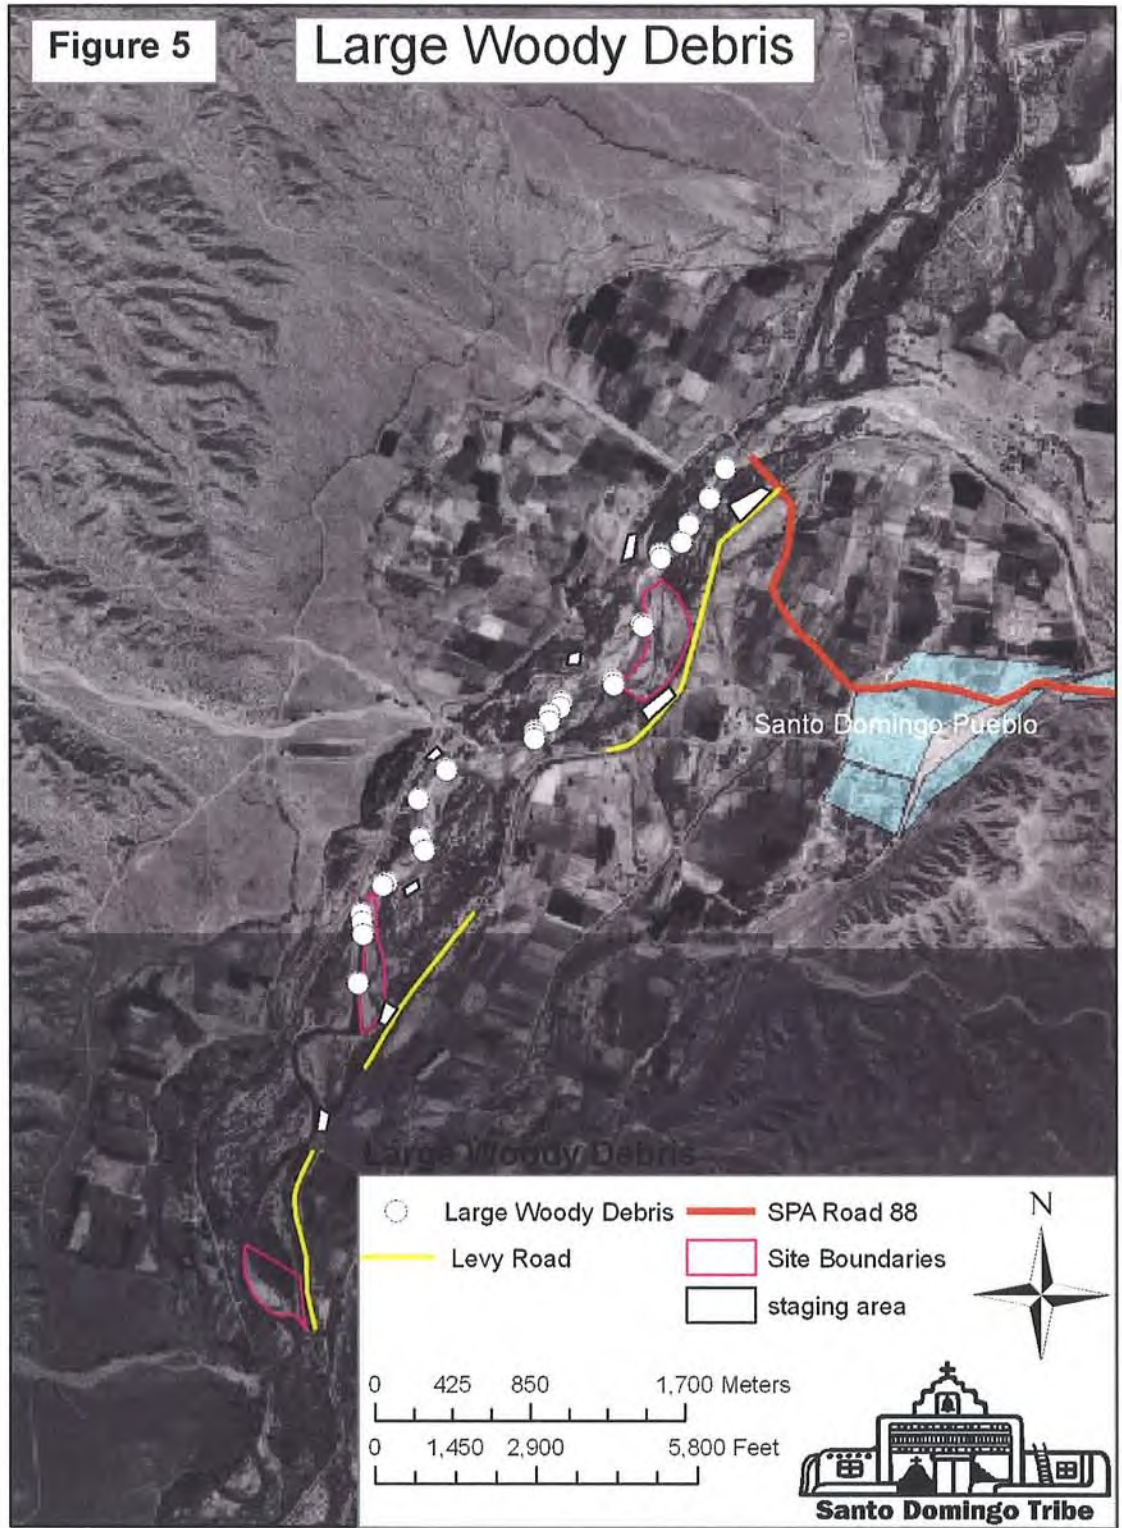 Figure 5
Large Woody Debris
Santo Domingo Pueblo
Large Woody Debris
Large Woody Debris
SPA Road 88
Levy Road
Site Boundaries
staging area
N
0 425 850 1,700 Meters
0 1,450 2,900 5,800 Feet
Santo Domingo Tribe